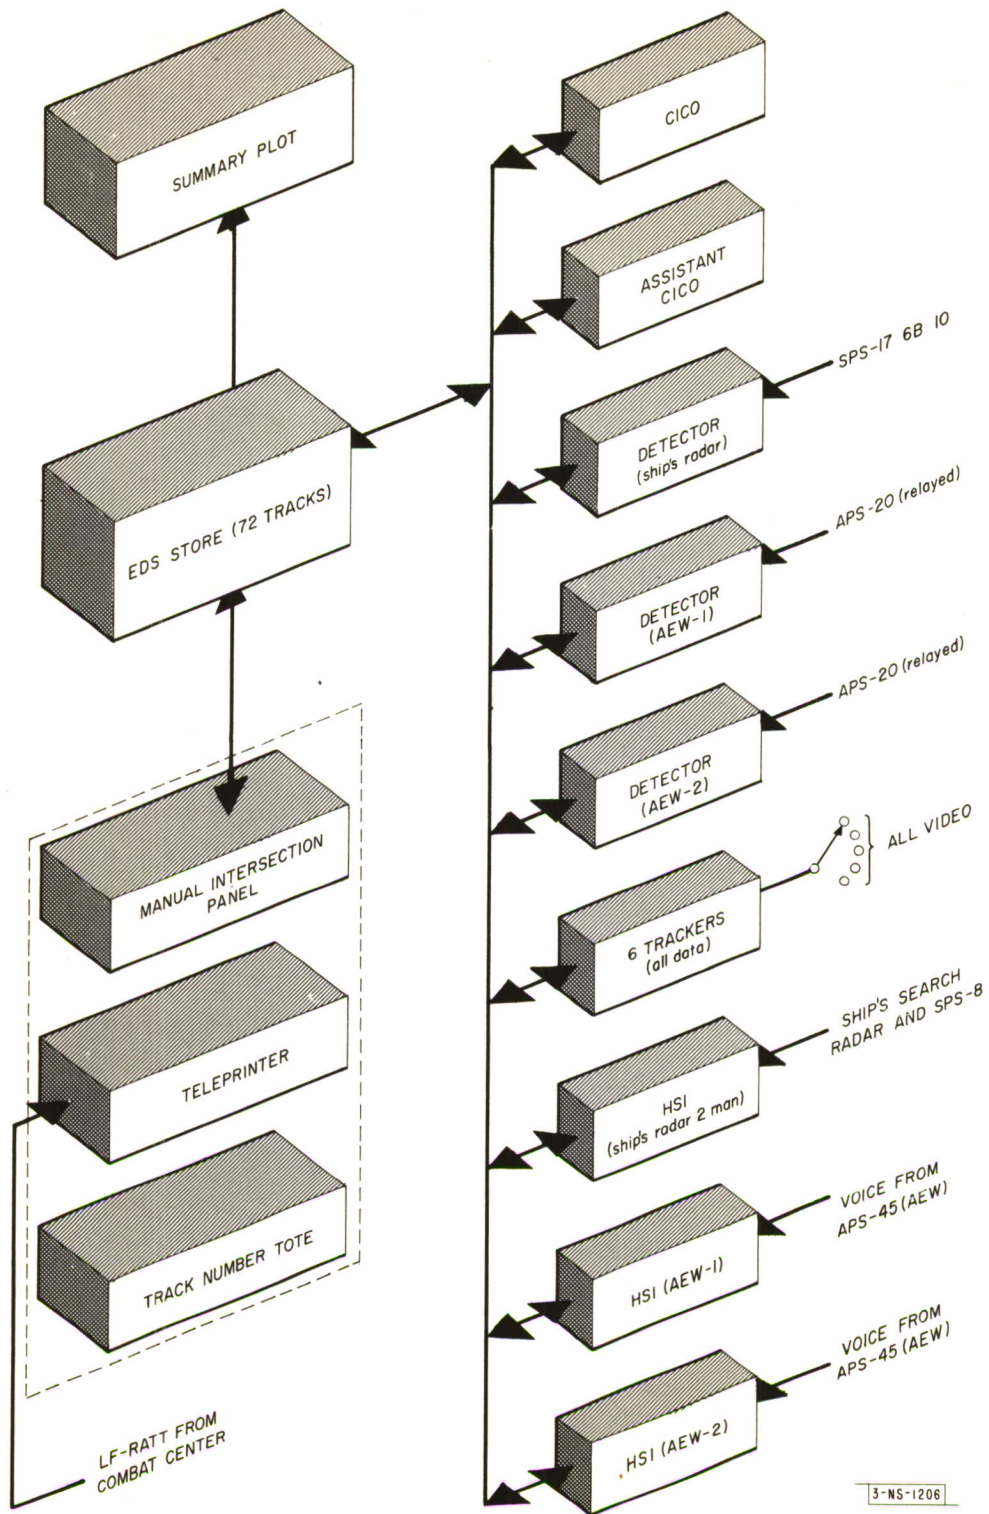 SUMMARY PLOT
EDS STORE (72 TRACKS)
MANUAL INTERSECTION
PANEL
TELEPRINTER
TRACK NUMBER TOTE
LF-RATT FROM
COMBAT CENTER
CICO
ASSISTANT
CICO
DETECTOR
(ship's radar)
SPS-17 6B 10
DETECTOR
(AEW-1)
APS-20 (relayed)
DETECTOR
(AEW-2)
APS-20 (relayed)
6 TRACKERS
(all data)
ALL VIDEO
HSI
(ship's radar 2 man)
SHIP'S SEARCH
RADAR AND SPS-8
HSI (AEW-1)
VOICE FROM
APS-45 (AEW)
HSI (AEW-2)
VOICE FROM
APS-45 (AEW)
3-NS-1206